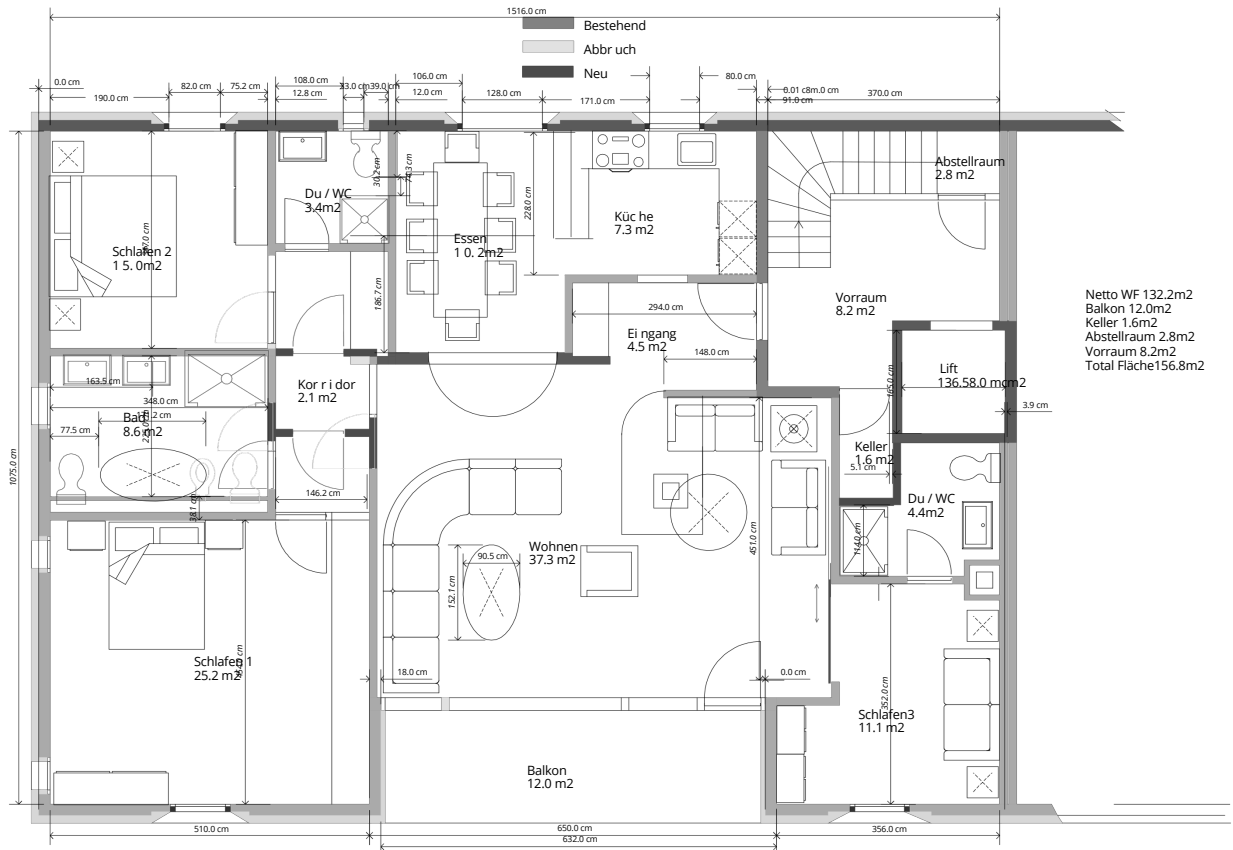 1516.0 cm
Bestehend
Abbr uch
Neu
0.0 cm
82.0 cm
75.2 cm
108.0 cm
39.0 cm
106.0 cm
80.0 cm
190.0 cm
12.8 cm
12.0 cm
128.0 cm
171.0 cm
91.0 cm
370.0 cm
Abstellraum
2.8 m2
30.2 cm
Du / WC
3.4m2
228.0 cm
Küc he
7.3 m2
Essen
1 0. 2m2
Schlafen 2
1 5. 0m2
186.7 cm
294.0 cm
Vorraum
8.2 m2
Netto WF 132.2m2
Balkon 12.0m2
Keller 1.6m2
Abstellraum 2.8m2
Vorraum 8.2m2
Total Fläche156.8m2
Ei ngang
4.5 m2
148.0 cm
Lift
163.5 cm
Kor r i dor
2.1 m2
348.0 cm
3.9 cm
Bad
8.6 m2
77.5 cm
Keller
1.6 m2
5.1 cm
1075.0 cm
146.2 cm
38.1 cm
Du / WC
4.4m2
451.0 cm
114.0 cm
Wohnen
37.3 m2
90.5 cm
152.1 cm
Schlafen 1
25.2 m2
18.0 cm
0.0 cm
352.0 cm
Schlafen3
11.1 m2
Balkon
12.0 m2
510.0 cm
650.0 cm
356.0 cm
632.0 cm